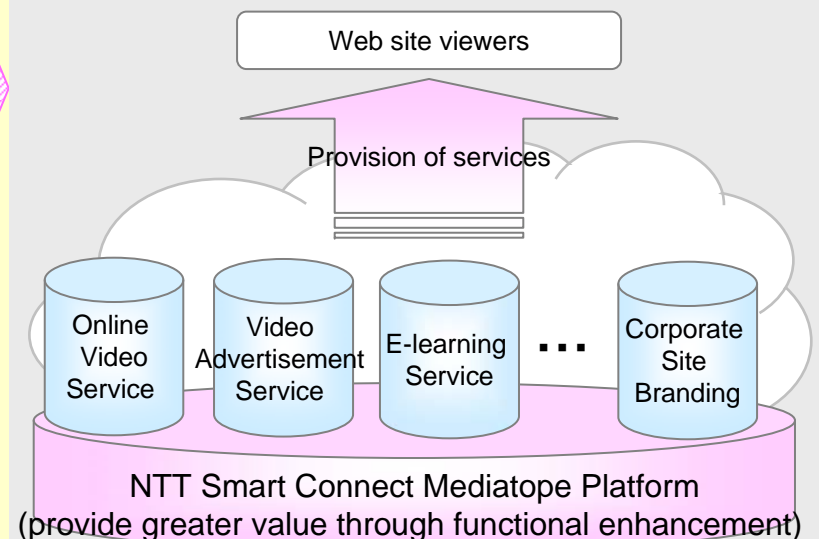 Web site viewers
Provision of services
Online
Video
Service
Video
Advertisement
Service
E-learning
Service
...
Corporate
Site
Branding
NTT Smart Connect Mediatope Platform
(provide greater value through functional enhancement)